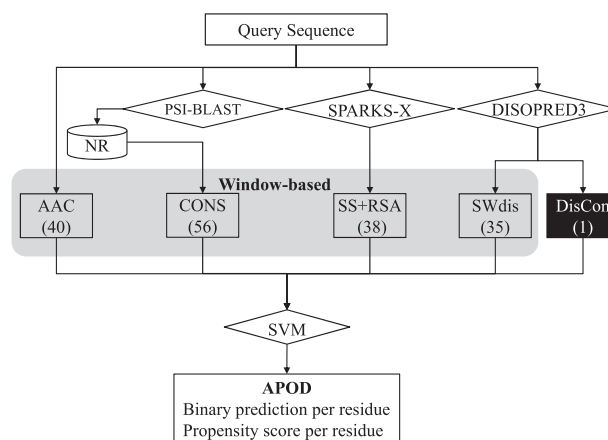 Query Sequence
PSI-BLAST
SPARKS-X
DISOPRED3
NR
Window-based
AAC
(40)
CONS
(56)
SS+RSA
(38)
SWdis
(35)
DisCon
(1)
SVM
APOD
Binary prediction per residue
Propensity score per residue